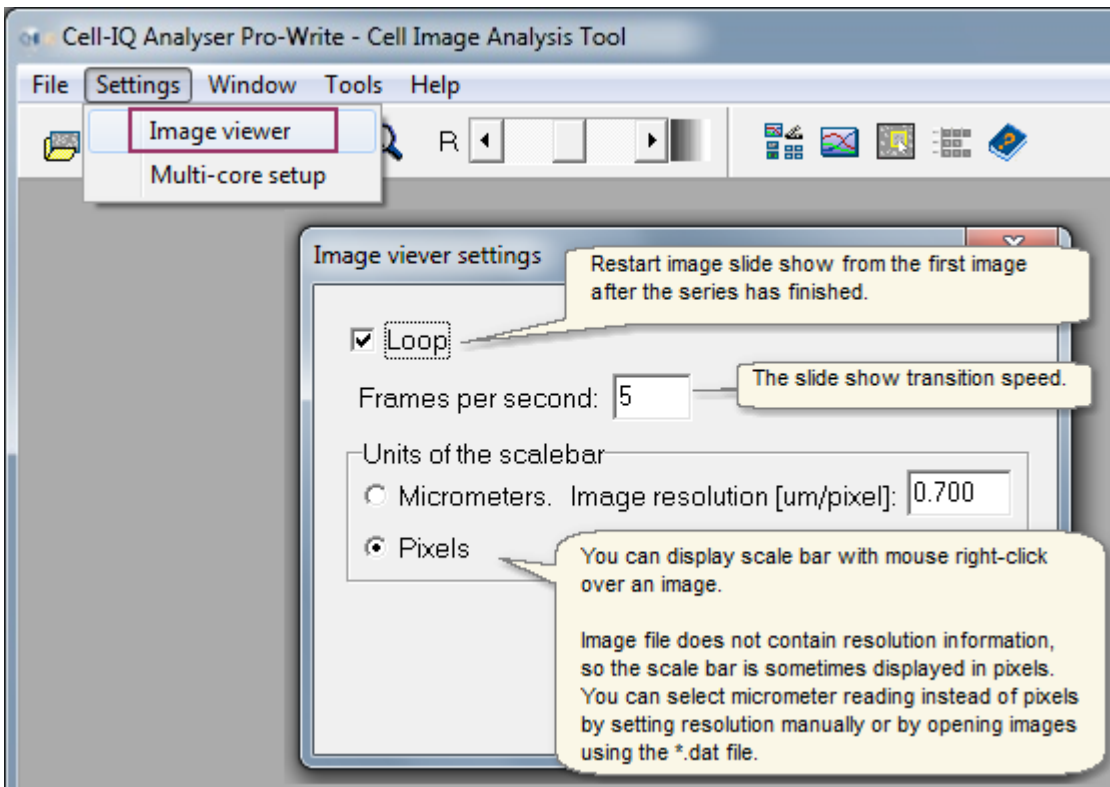 Cell-IQ Analyser Pro-Write - Cell Image Analysis Tool
File Settings Window Tools Help
Image viewer
R
Multi-core setup
Image viewer settings
Restart image slide show from the first image
after the series has finished.
Loop
The slide show transition speed.
Frames per second: 5
Units of the scalebar
Micrometers. Image resolution [um/pixel]: 0.700
Pixels
You can display scale bar with mouse right-click
over an image.
Image file does not contain resolution information,
so the scale bar is sometimes displayed in pixels.
You can select micrometer reading instead of pixels
by setting resolution manually or by opening images
using the *.dat file.